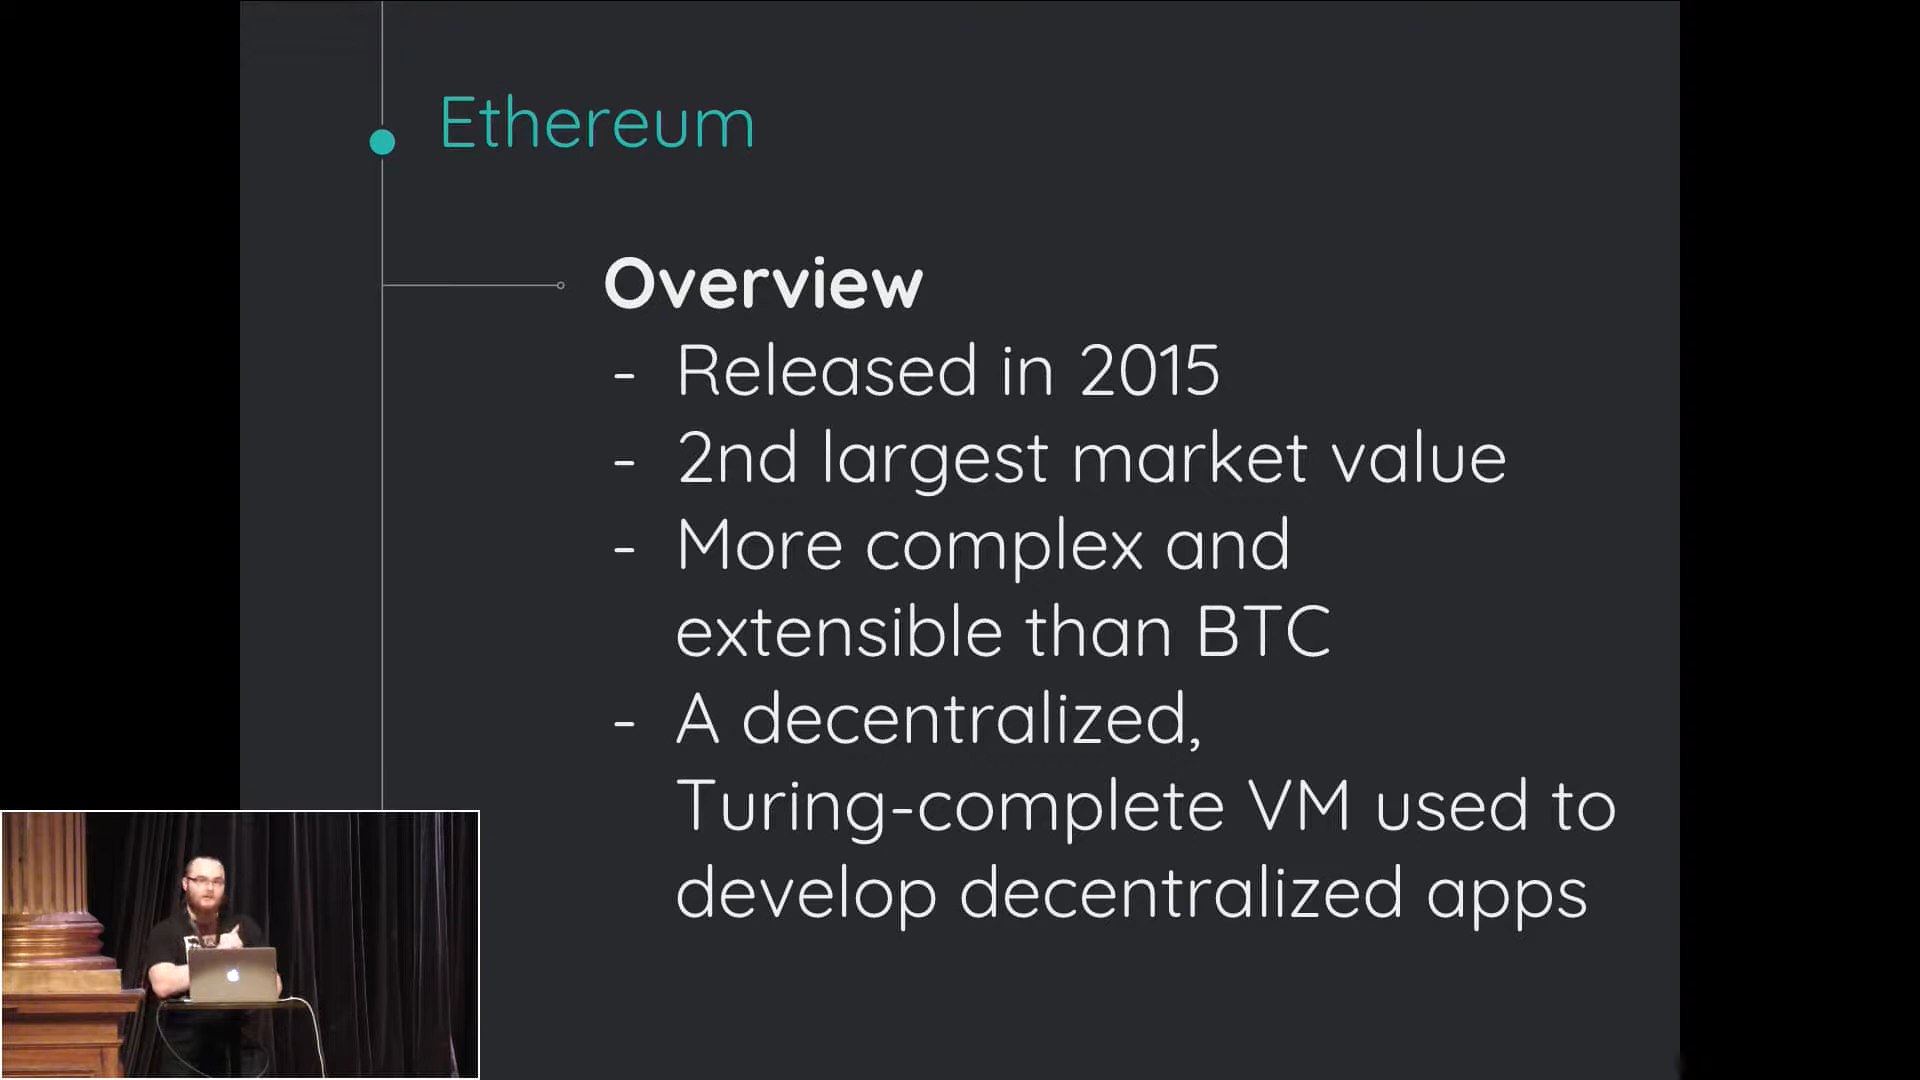 Ethereum
Overview
- Released in 2015
- 2nd largest market value
- More complex and
extensible than BTC
- A decentralized,
Turing-complete VM used to
develop decentralized apps